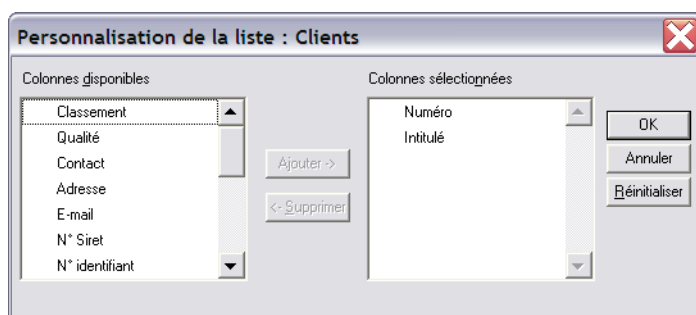 Personnalisation de la liste : Clients
Colonnes disponibles
Classement
Qualité
Contact
Adresse
E-mail
N° Siret
N° identifiant
Ajouter ->
<- Supprimer
Colonnes sélectionnées
Numéro
Intitulé
OK
Annuler
Réinitialiser